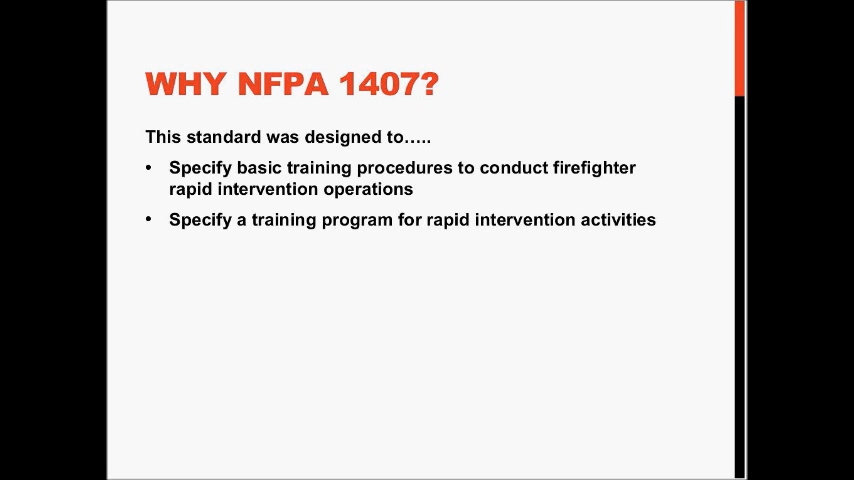 WHY NFPA 1407?
This standard was designed to…..
• Specify basic training procedures to conduct firefighter
rapid intervention operations
• Specify a training program for rapid intervention activities